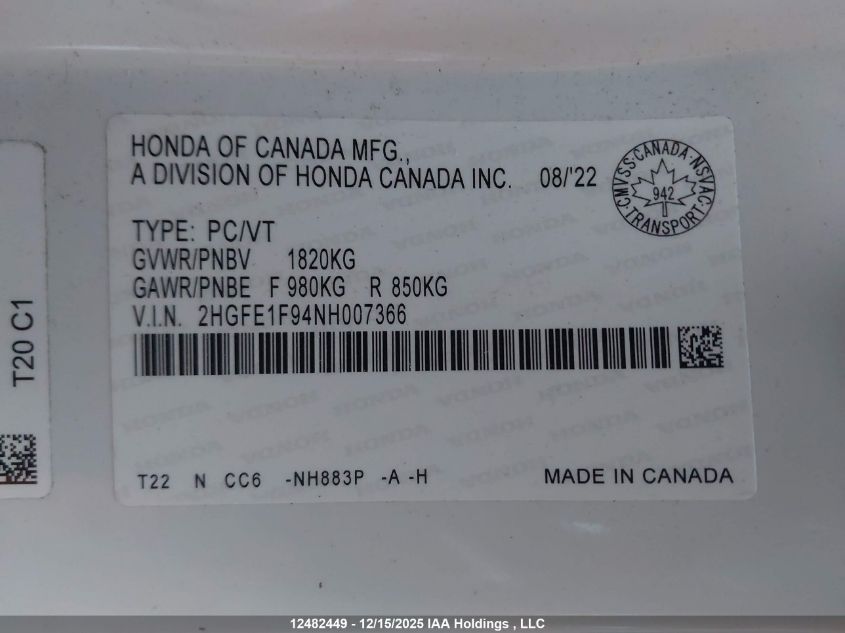 HONDA OF CANADA MFG.,
A DIVISION OF HONDA CANADA INC. 08/'22
CMVSS·CANADA·NSVAC·TRANSPORT·
942
TYPE: PC/VT
GVWR/PNBV 1820KG
GAWR/PNBE F 980KG R 850KG
V.I.N. 2HGFE1F94NH007366
T22 N CC6 -NH883P -A -H
MADE IN CANADA
T20 C1
12482449 - 12/15/2025 IAA Holdings , LLC